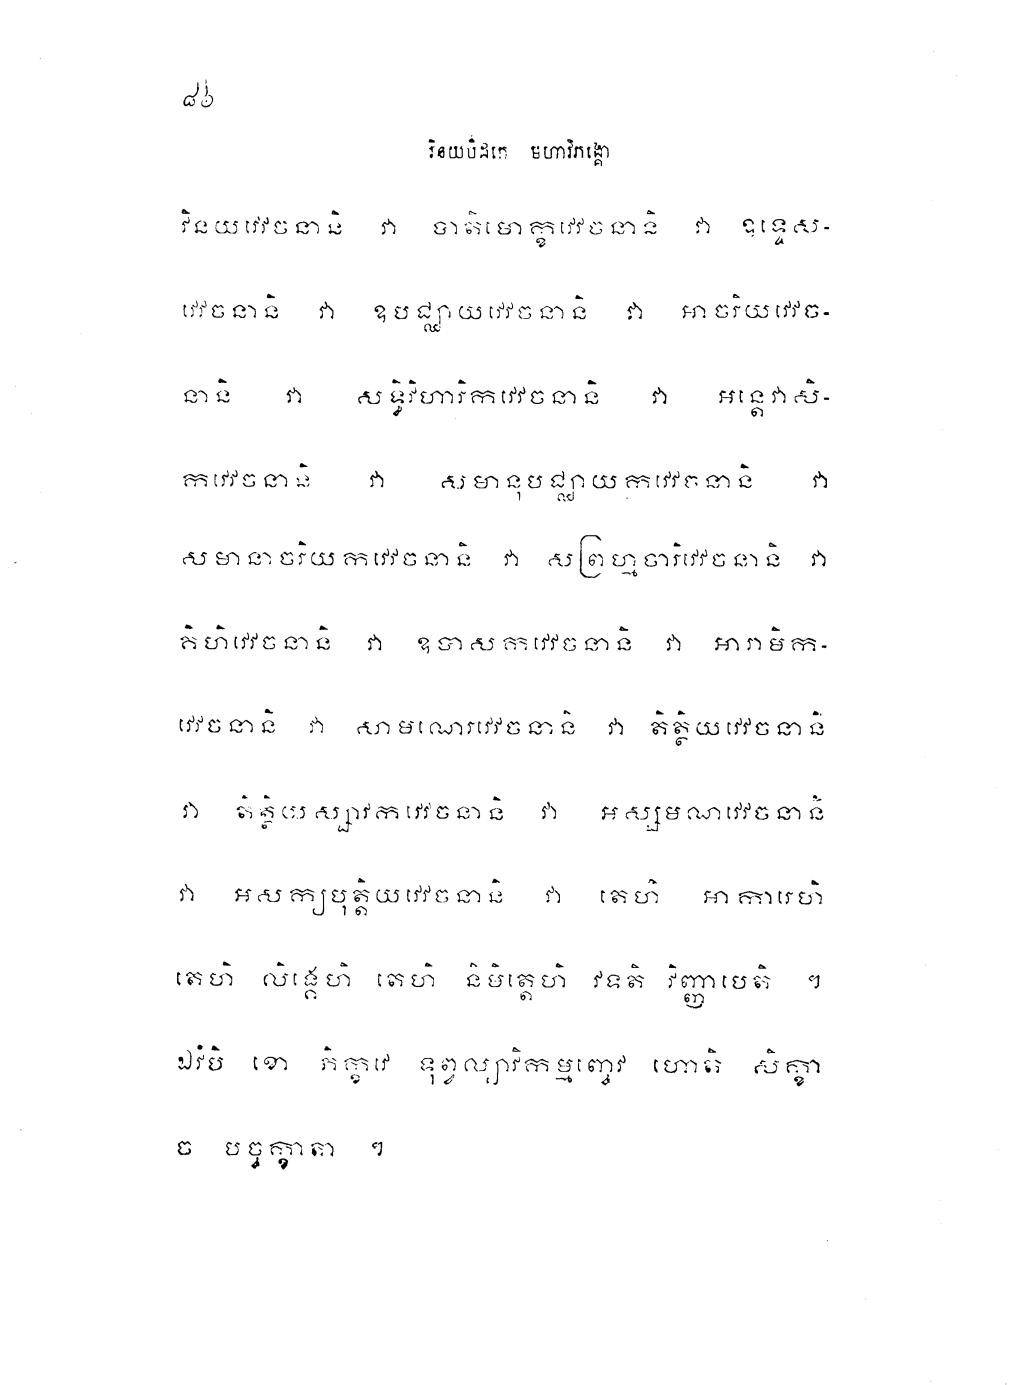 ៨៦
វិនយបិដកេ មហាវិភង្គោ
វិនយវេវចនានិ វា បាតិមោក្ខវេវចនានិ វា ឧទ្ទេស-
វេវចនានិ វា ឧបជ្ឈាយវេវចនានិ វា អាចរិយវេវច-
នានិ វា សទ្ធិវិហារិកវេវចនានិ វា អន្តេវាសិ-
កវេវចនានិ វា សមានុបជ្ឈាយកវេវចនានិ វា
សមានាចរិយកវេវចនានិ វា សព្រហ្មចារិវេវចនានិ វា
គិហិវេវចនានិ វា ឧបាសកវេវចនានិ វា អារាមិក-
វេវចនានិ វា សាមណេរវេវចនានិ វា តិត្ថិយវេវចនានិ
វា តិត្ថិយស្សាវកវេវចនានិ វា អស្សមណវេវចនានិ
វា អសក្យបុត្តិយវេវចនានិ វា តេហិ អាការេហិ
តេហិ លិង្គេហិ តេហិ និមិត្តេហិ វទតិ វិញ្ញាបេតិ ។
ឯវំបិ ខោ ភិក្ខវេ ទុព្វល្យាវិកម្មញ្ចេវ ហោតិ សិក្ខា
ច បច្ចក្ខាតា ។